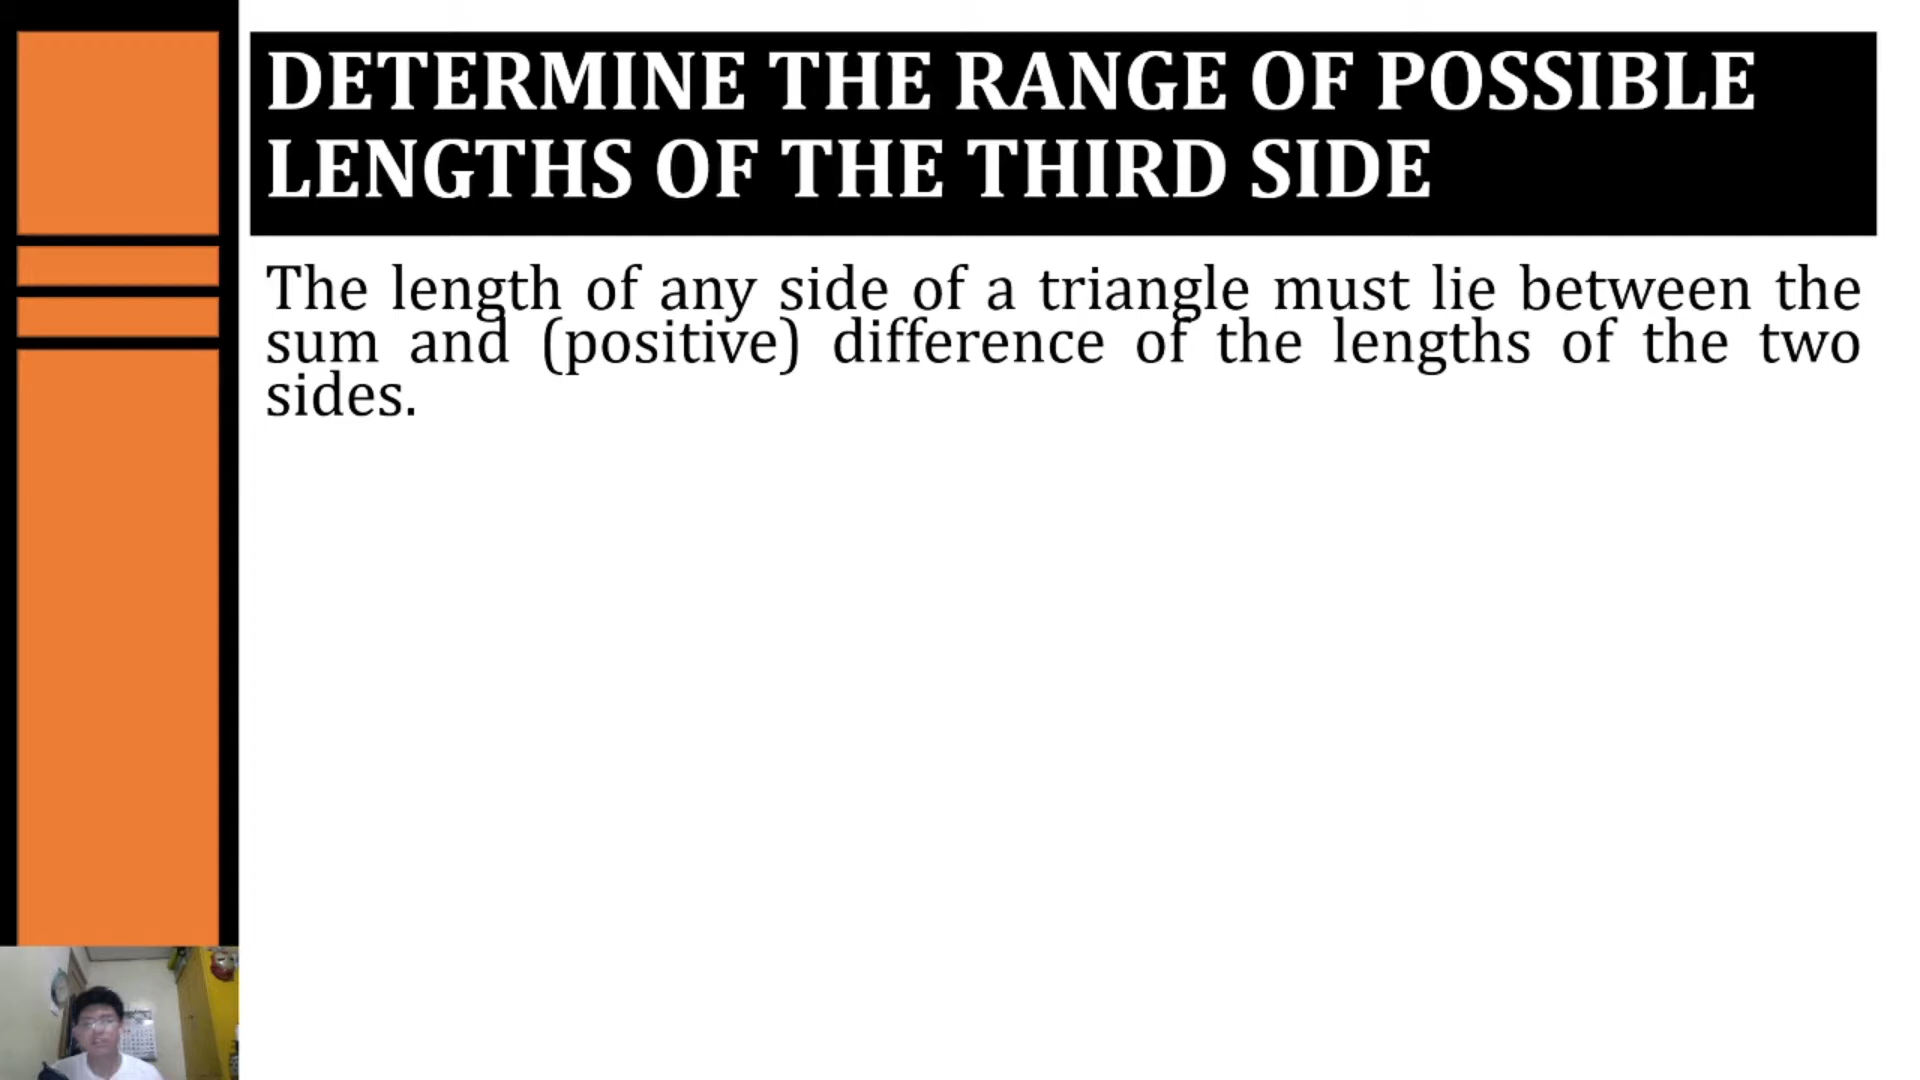 DETERMINE THE RANGE OF POSSIBLE
LENGTHS OF THE THIRD SIDE
The length of any side of a triangle must lie between the
sum and (positive) difference of the lengths of the two
sides.